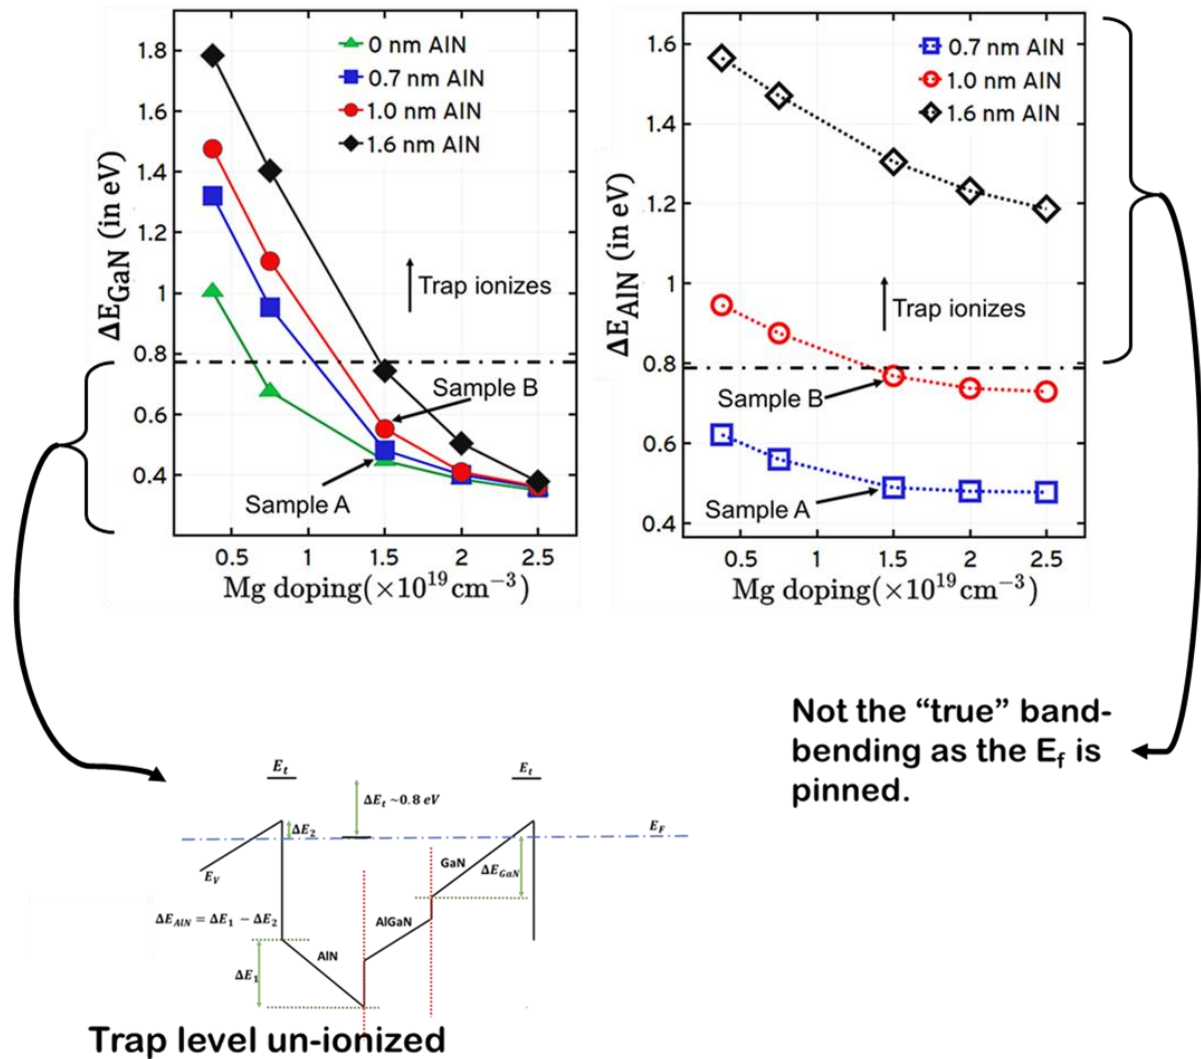 0 nm AlN
0.7 nm AlN
1.0 nm AlN
1.6 nm AlN
ΔE_GaN (in eV)
1.8
1.6
1.4
1.2
1
0.8
0.6
0.4
Trap ionizes
Sample B
Sample A
0.5 1 1.5 2 2.5
Mg doping(×10^19 cm^−3)
0.7 nm AlN
1.0 nm AlN
1.6 nm AlN
ΔE_AlN (in eV)
1.6
1.4
1.2
1
0.8
0.6
0.4
Trap ionizes
Sample B
Sample A
0.5 1 1.5 2 2.5
Mg doping(×10^19 cm^−3)
Not the “true” band-
bending as the E_f is
pinned.
E_t
E_t
ΔE_t ~0.8 eV
ΔE_2
E_F
E_V
GaN
ΔE_GaN
AlGaN
ΔE_AlN = ΔE_1 − ΔE_2
AlN
ΔE_1
Trap level un-ionized